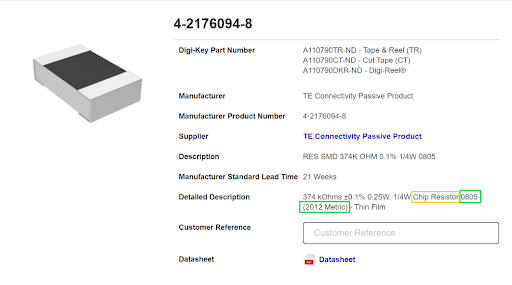 4-2176094-8
Digi-Key Part Number A110790TR-ND - Tape & Reel (TR)
A110790CT-ND - Cut Tape (CT)
A110790DKR-ND - Digi-Reel®
Manufacturer TE Connectivity Passive Product
Manufacturer Product Number 4-2176094-8
Supplier TE Connectivity Passive Product
Description RES SMD 374K OHM 0.1% 1/4W 0805
Manufacturer Standard Lead Time 21 Weeks
Detailed Description 374 kOhms ±0.1% 0.25W, 1/4W Chip Resistor 0805
(2012 Metric) - Thin Film
Customer Reference Customer Reference
Datasheet Datasheet